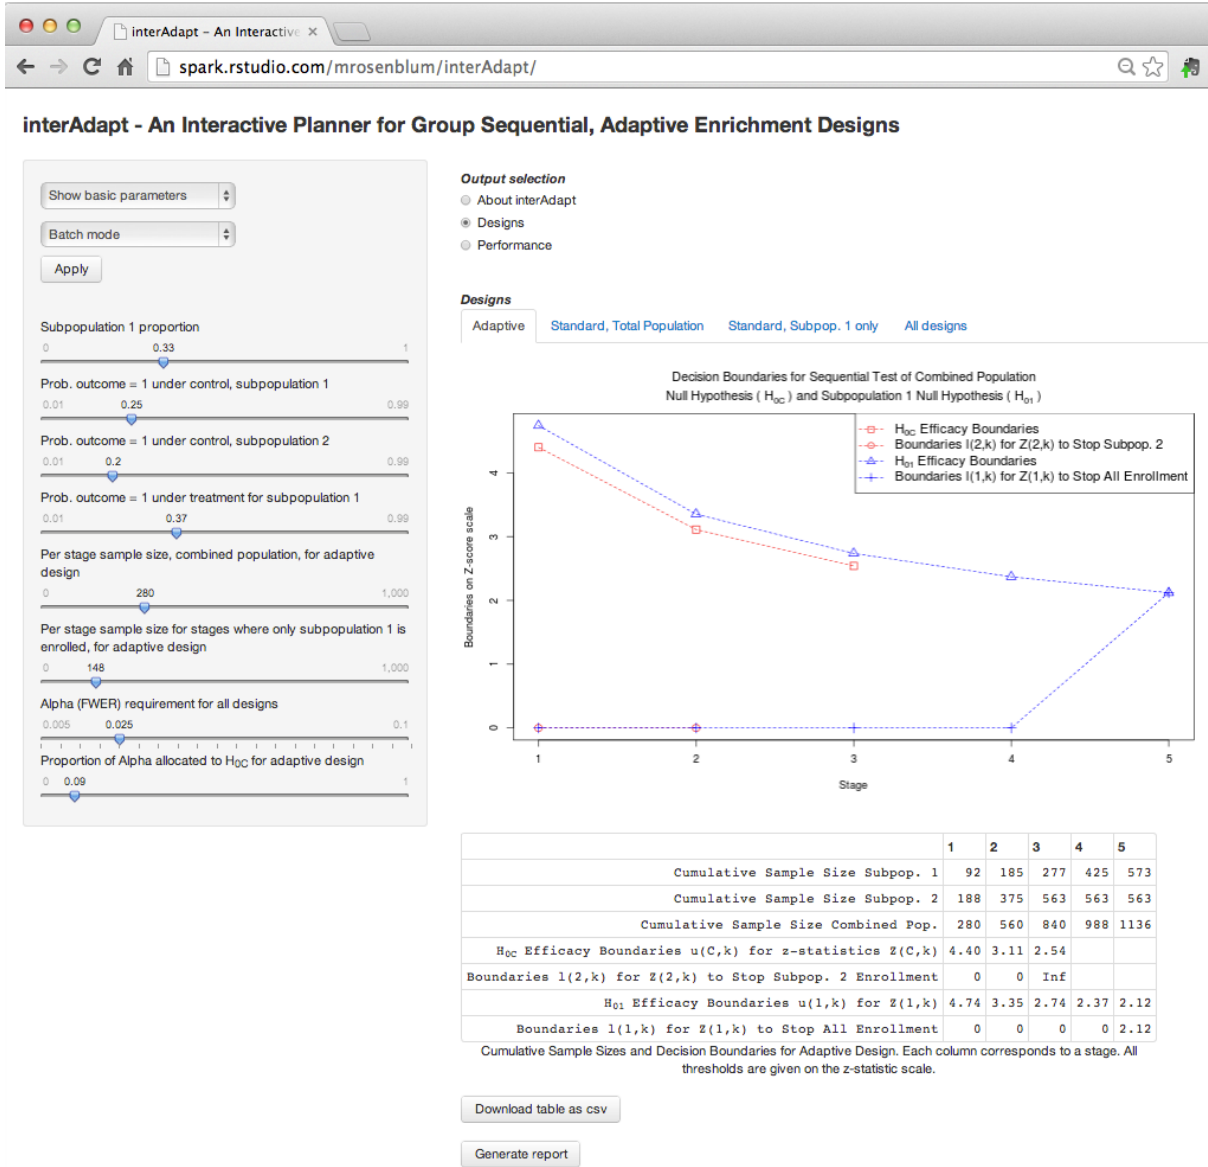 interAdapt – An Interactive
spark.rstudio.com/mrosenblum/interAdapt/
interAdapt - An Interactive Planner for Group Sequential, Adaptive Enrichment Designs
Show basic parameters
Batch mode
Apply
Subpopulation 1 proportion
0 0.33 1
Prob. outcome = 1 under control, subpopulation 1
0.01 0.25 0.99
Prob. outcome = 1 under control, subpopulation 2
0.01 0.2 0.99
Prob. outcome = 1 under treatment for subpopulation 1
0.01 0.37 0.99
Per stage sample size, combined population, for adaptive
design
0 280 1,000
Per stage sample size for stages where only subpopulation 1 is
enrolled, for adaptive design
0 148 1,000
Alpha (FWER) requirement for all designs
0.005 0.025 0.1
Proportion of Alpha allocated to H0C for adaptive design
0 0.09 1
Output selection
About interAdapt
Designs
Performance
Designs
Adaptive Standard, Total Population Standard, Subpop. 1 only All designs
Decision Boundaries for Sequential Test of Combined Population
Null Hypothesis ( H0C ) and Subpopulation 1 Null Hypothesis ( H01 )
H0C Efficacy Boundaries
Boundaries l(2,k) for Z(2,k) to Stop Subpop. 2
H01 Efficacy Boundaries
Boundaries l(1,k) for Z(1,k) to Stop All Enrollment
Boundaries on Z-score scale
4
3
2
1
0
1 2 3 4 5
Stage
1 2 3 4 5
Cumulative Sample Size Subpop. 1 92 185 277 425 573
Cumulative Sample Size Subpop. 2 188 375 563 563 563
Cumulative Sample Size Combined Pop. 280 560 840 988 1136
H0C Efficacy Boundaries u(C,k) for z-statistics Z(C,k) 4.40 3.11 2.54
Boundaries l(2,k) for Z(2,k) to Stop Subpop. 2 Enrollment 0 0 Inf
H01 Efficacy Boundaries u(1,k) for Z(1,k) 4.74 3.35 2.74 2.37 2.12
Boundaries l(1,k) for Z(1,k) to Stop All Enrollment 0 0 0 0 2.12
Cumulative Sample Sizes and Decision Boundaries for Adaptive Design. Each column corresponds to a stage. All
thresholds are given on the z-statistic scale.
Download table as csv
Generate report